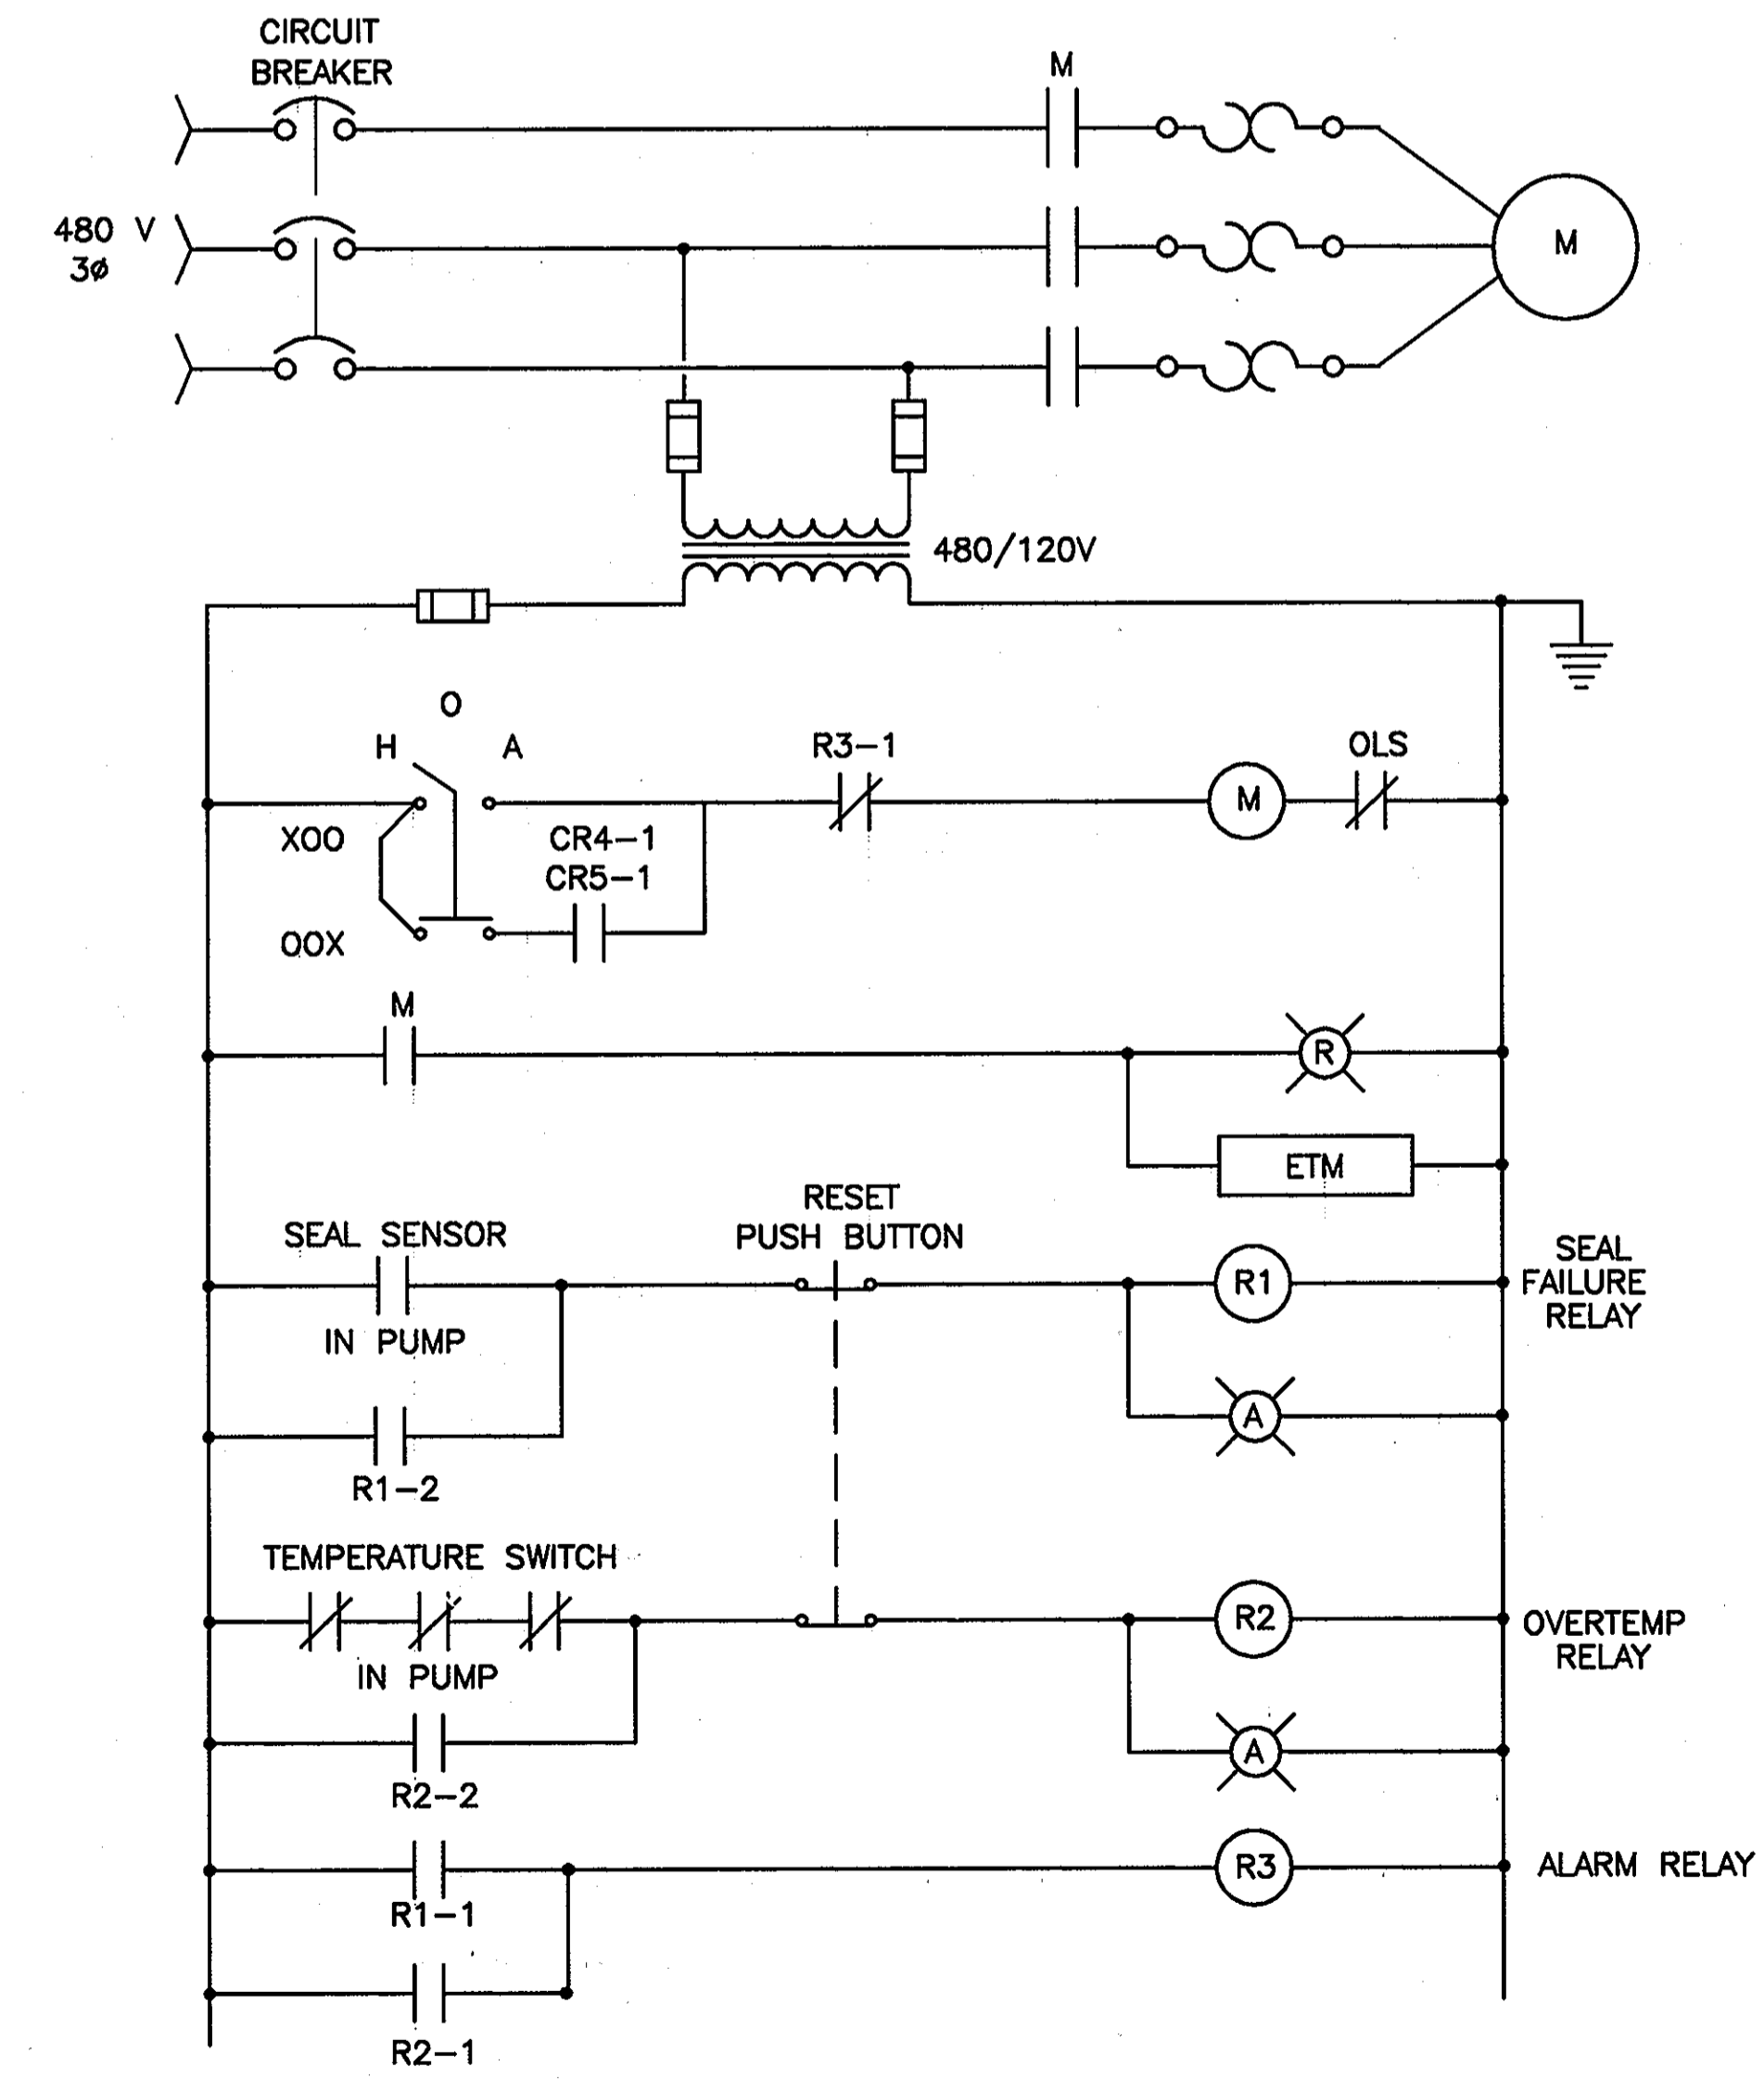 CIRCUIT
BREAKER
M
480 V
3ø
M
480/120V
O
H
A
R3-1
OLS
M
XOO
CR4-1
CR5-1
OOX
M
R
ETM
RESET
PUSH BUTTON
SEAL SENSOR
IN PUMP
R1
SEAL
FAILURE
RELAY
A
R1-2
TEMPERATURE SWITCH
IN PUMP
R2
OVERTEMP
RELAY
A
R2-2
R3
ALARM RELAY
R1-1
R2-1